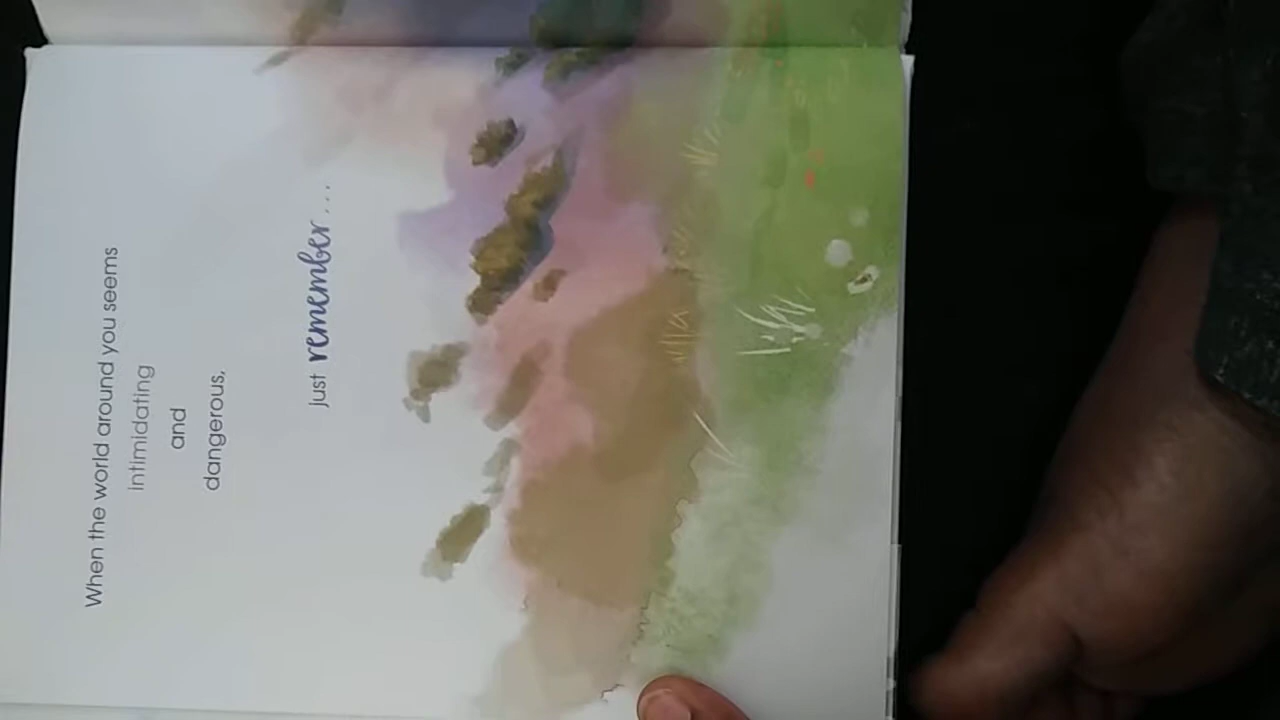 When the world around you seems
intimidating
and
dangerous,
just remember...